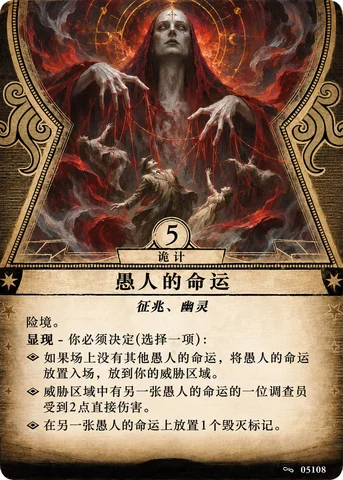 5
诡计
愚人的命运
征兆、幽灵
险境。
显现 - 你必须决定(选择一项)：
如果场上没有其他愚人的命运，将愚人的命运
放置入场，放到你的威胁区域。
威胁区域中有另一张愚人的命运的一位调查员
受到2点直接伤害。
在另一张愚人的命运上放置1个毁灭标记。
05108